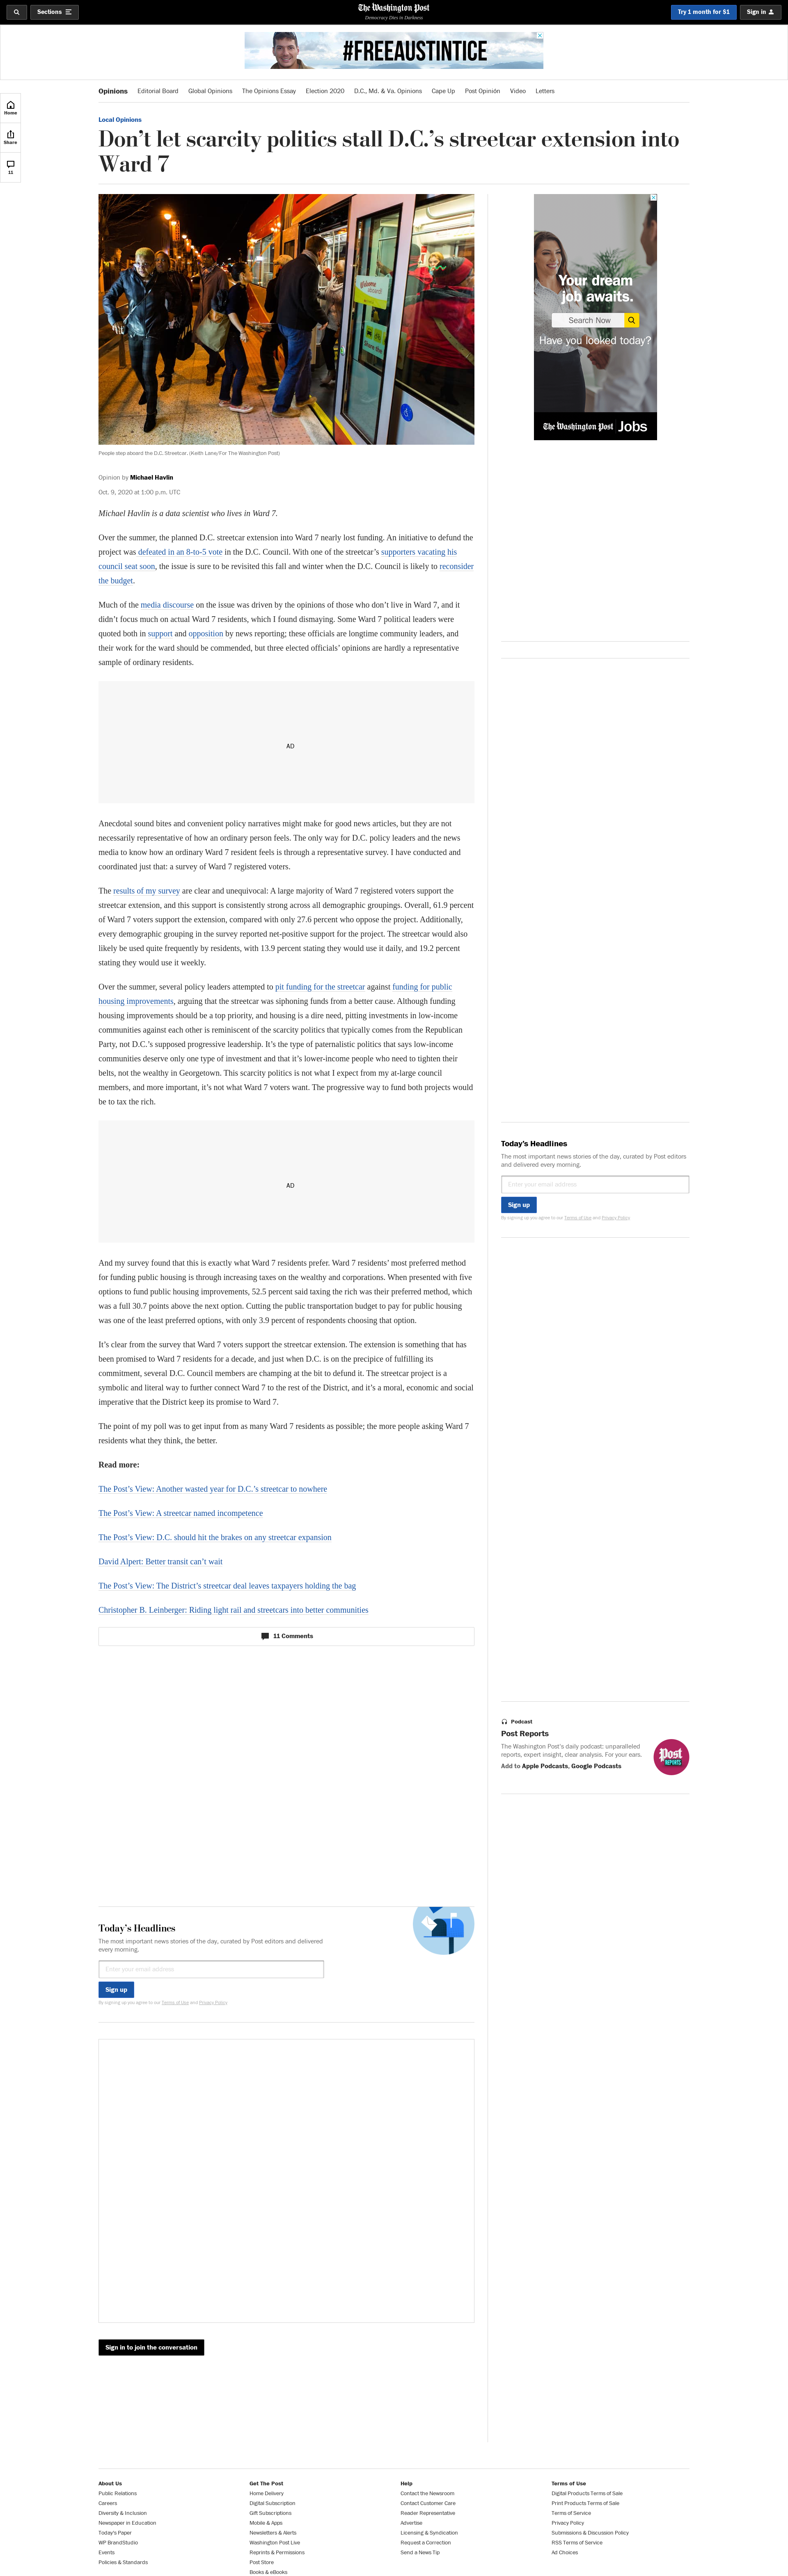 Sections
The Washington Post
Democracy Dies in Darkness
Try 1 month for $1
Sign in
#FREEAUSTINTICE
Home
Share
11
Opinions
Editorial Board
Global Opinions
The Opinions Essay
Election 2020
D.C., Md. & Va. Opinions
Cape Up
Post Opinión
Video
Letters
Local Opinions
Don’t let scarcity politics stall D.C.’s streetcar extension into
Ward 7
People step aboard the D.C. Streetcar. (Keith Lane/For The Washington Post)
Opinion by Michael Havlin
Oct. 9, 2020 at 1:00 p.m. UTC
Michael Havlin is a data scientist who lives in Ward 7.
Over the summer, the planned D.C. streetcar extension into Ward 7 nearly lost funding. An initiative to defund the
project was defeated in an 8-to-5 vote in the D.C. Council. With one of the streetcar’s supporters vacating his
council seat soon, the issue is sure to be revisited this fall and winter when the D.C. Council is likely to reconsider
the budget.
Much of the media discourse on the issue was driven by the opinions of those who don’t live in Ward 7, and it
didn’t focus much on actual Ward 7 residents, which I found dismaying. Some Ward 7 political leaders were
quoted both in support and opposition by news reporting; these officials are longtime community leaders, and
their work for the ward should be commended, but three elected officials’ opinions are hardly a representative
sample of ordinary residents.
AD
Anecdotal sound bites and convenient policy narratives might make for good news articles, but they are not
necessarily representative of how an ordinary person feels. The only way for D.C. policy leaders and the news
media to know how an ordinary Ward 7 resident feels is through a representative survey. I have conducted and
coordinated just that: a survey of Ward 7 registered voters.
The results of my survey are clear and unequivocal: A large majority of Ward 7 registered voters support the
streetcar extension, and this support is consistently strong across all demographic groupings. Overall, 61.9 percent
of Ward 7 voters support the extension, compared with only 27.6 percent who oppose the project. Additionally,
every demographic grouping in the survey reported net-positive support for the project. The streetcar would also
likely be used quite frequently by residents, with 13.9 percent stating they would use it daily, and 19.2 percent
stating they would use it weekly.
Over the summer, several policy leaders attempted to pit funding for the streetcar against funding for public
housing improvements, arguing that the streetcar was siphoning funds from a better cause. Although funding
housing improvements should be a top priority, and housing is a dire need, pitting investments in low-income
communities against each other is reminiscent of the scarcity politics that typically comes from the Republican
Party, not D.C.’s supposed progressive leadership. It’s the type of paternalistic politics that says low-income
communities deserve only one type of investment and that it’s lower-income people who need to tighten their
belts, not the wealthy in Georgetown. This scarcity politics is not what I expect from my at-large council
members, and more important, it’s not what Ward 7 voters want. The progressive way to fund both projects would
be to tax the rich.
AD
And my survey found that this is exactly what Ward 7 residents prefer. Ward 7 residents’ most preferred method
for funding public housing is through increasing taxes on the wealthy and corporations. When presented with five
options to fund public housing improvements, 52.5 percent said taxing the rich was their preferred method, which
was a full 30.7 points above the next option. Cutting the public transportation budget to pay for public housing
was one of the least preferred options, with only 3.9 percent of respondents choosing that option.
It’s clear from the survey that Ward 7 voters support the streetcar extension. The extension is something that has
been promised to Ward 7 residents for a decade, and just when D.C. is on the precipice of fulfilling its
commitment, several D.C. Council members are champing at the bit to defund it. The streetcar project is a
symbolic and literal way to further connect Ward 7 to the rest of the District, and it’s a moral, economic and social
imperative that the District keep its promise to Ward 7.
The point of my poll was to get input from as many Ward 7 residents as possible; the more people asking Ward 7
residents what they think, the better.
Read more:
The Post’s View: Another wasted year for D.C.’s streetcar to nowhere
The Post’s View: A streetcar named incompetence
The Post’s View: D.C. should hit the brakes on any streetcar expansion
David Alpert: Better transit can’t wait
The Post’s View: The District’s streetcar deal leaves taxpayers holding the bag
Christopher B. Leinberger: Riding light rail and streetcars into better communities
11 Comments
Your dream
job awaits.
Search Now
Have you looked today?
The Washington Post Jobs
Today’s Headlines
The most important news stories of the day, curated by Post editors
and delivered every morning.
Enter your email address
Sign up
By signing up you agree to our Terms of Use and Privacy Policy
Podcast
Post Reports
The Washington Post’s daily podcast: unparalleled
reports, expert insight, clear analysis. For your ears.
Add to Apple Podcasts, Google Podcasts
Post
REPORTS
Today’s Headlines
The most important news stories of the day, curated by Post editors and delivered
every morning.
Enter your email address
Sign up
By signing up you agree to our Terms of Use and Privacy Policy
Sign in to join the conversation
About Us
Public Relations
Careers
Diversity & Inclusion
Newspaper in Education
Today's Paper
WP BrandStudio
Events
Policies & Standards
Get The Post
Home Delivery
Digital Subscription
Gift Subscriptions
Mobile & Apps
Newsletters & Alerts
Washington Post Live
Reprints & Permissions
Post Store
Books & eBooks
Help
Contact the Newsroom
Contact Customer Care
Reader Representative
Advertise
Licensing & Syndication
Request a Correction
Send a News Tip
Terms of Use
Digital Products Terms of Sale
Print Products Terms of Sale
Terms of Service
Privacy Policy
Submissions & Discussion Policy
RSS Terms of Service
Ad Choices